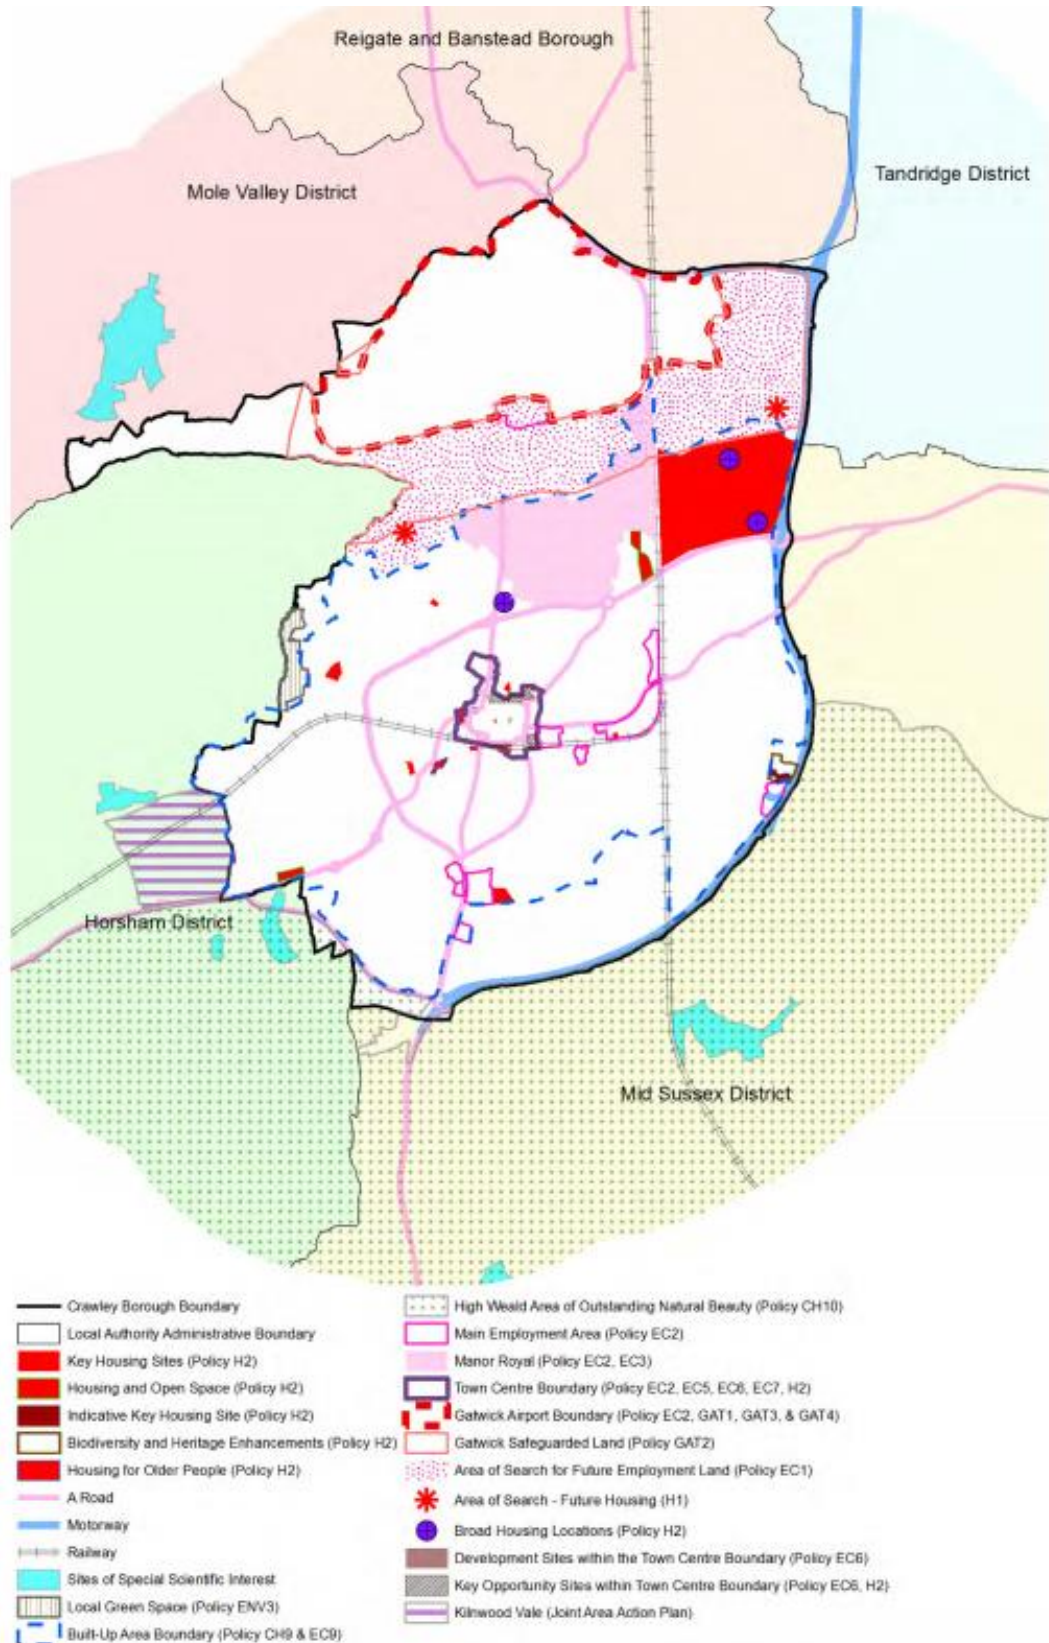 Reigate and Banstead Borough
Tandridge District
Mole Valley District
Horsham District
Mid Sussex District
Crawley Borough Boundary
Local Authority Administrative Boundary
Key Housing Sites (Policy H2)
Housing and Open Space (Policy H2)
Indicative Key Housing Site (Policy H2)
Biodiversity and Heritage Enhancements (Policy H2)
Housing for Older People (Policy H2)
A Road
Motorway
Railway
Sites of Special Scientific Interest
Local Green Space (Policy ENV3)
Built-Up Area Boundary (Policy CH9 & EC9)
High Weald Area of Outstanding Natural Beauty (Policy CH10)
Main Employment Area (Policy EC2)
Manor Royal (Policy EC2, EC3)
Town Centre Boundary (Policy EC2, EC5, EC6, EC7, H2)
Gatwick Airport Boundary (Policy EC2, GAT1, GAT3, & GAT4)
Gatwick Safeguarded Land (Policy GAT2)
Area of Search for Future Employment Land (Policy EC1)
Area of Search - Future Housing (H1)
Broad Housing Locations (Policy H2)
Development Sites within the Town Centre Boundary (Policy EC6)
Key Opportunity Sites within Town Centre Boundary (Policy EC6, H2)
Kilnwood Vale (Joint Area Action Plan)